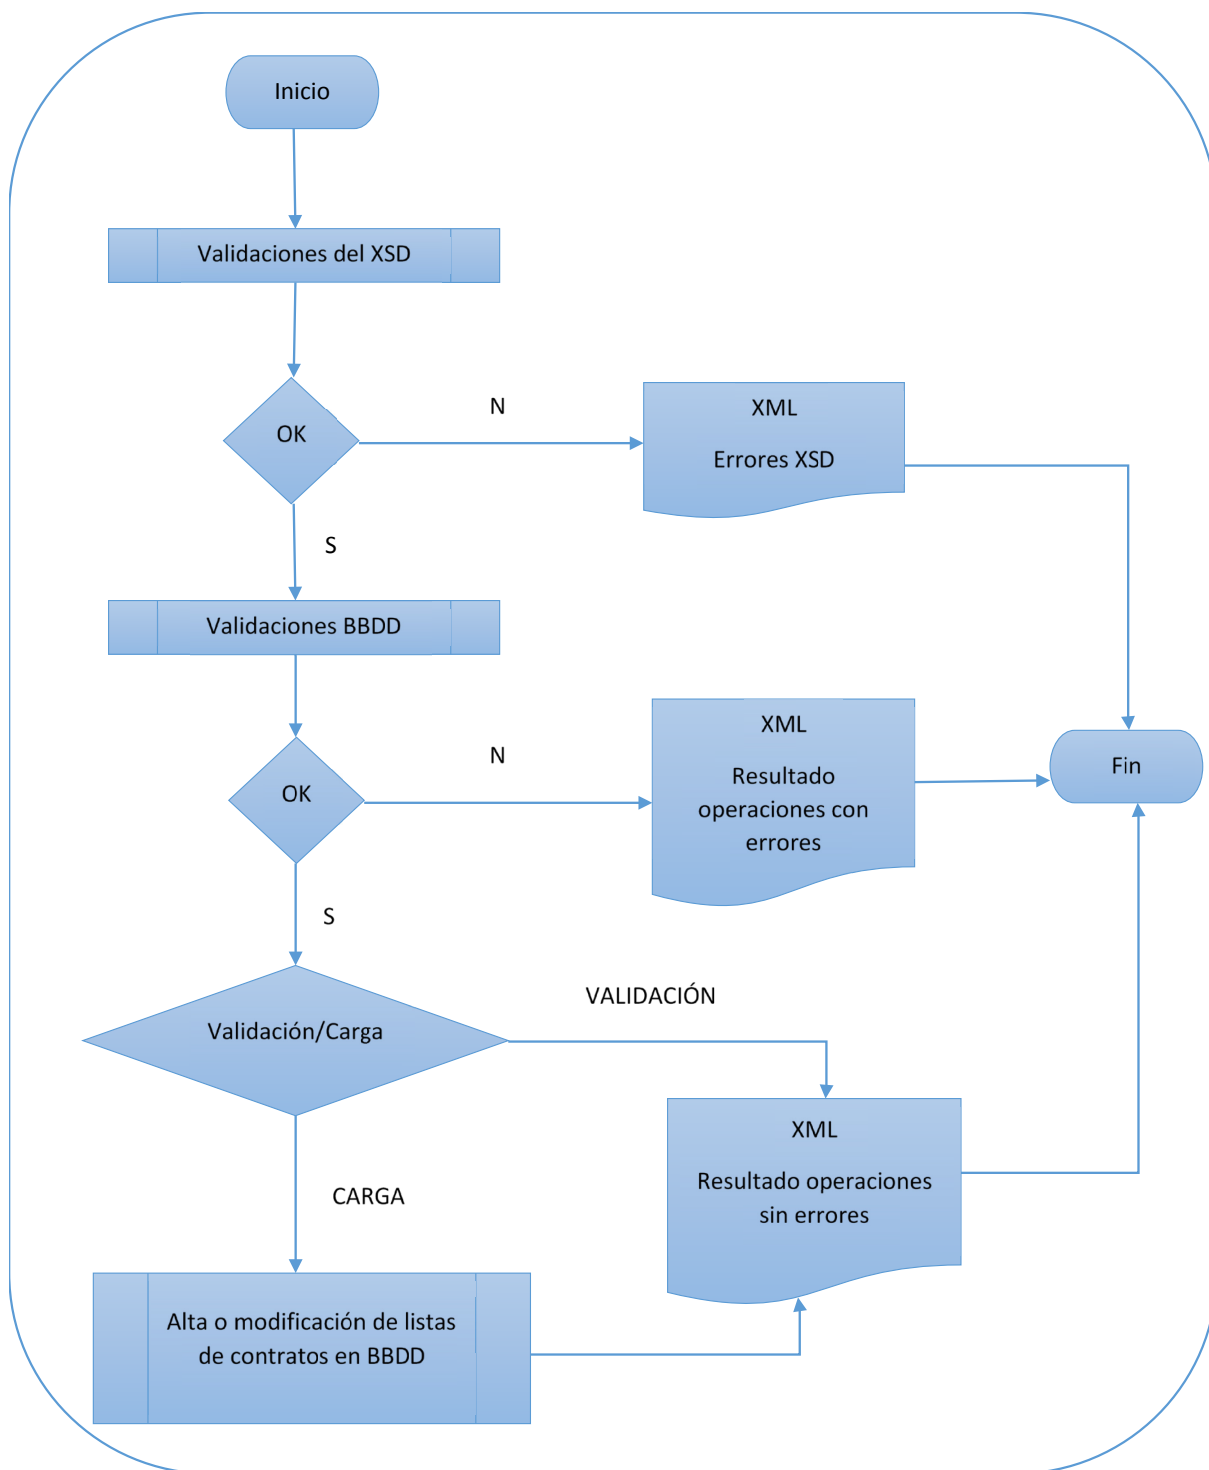 Inicio
Validaciones del XSD
OK
N
XML
Errores XSD
S
Validaciones BBDD
OK
N
XML
Resultado
operaciones con
errores
Fin
S
Validación/Carga
VALIDACIÓN
XML
Resultado operaciones
sin errores
CARGA
Alta o modificación de listas
de contratos en BBDD